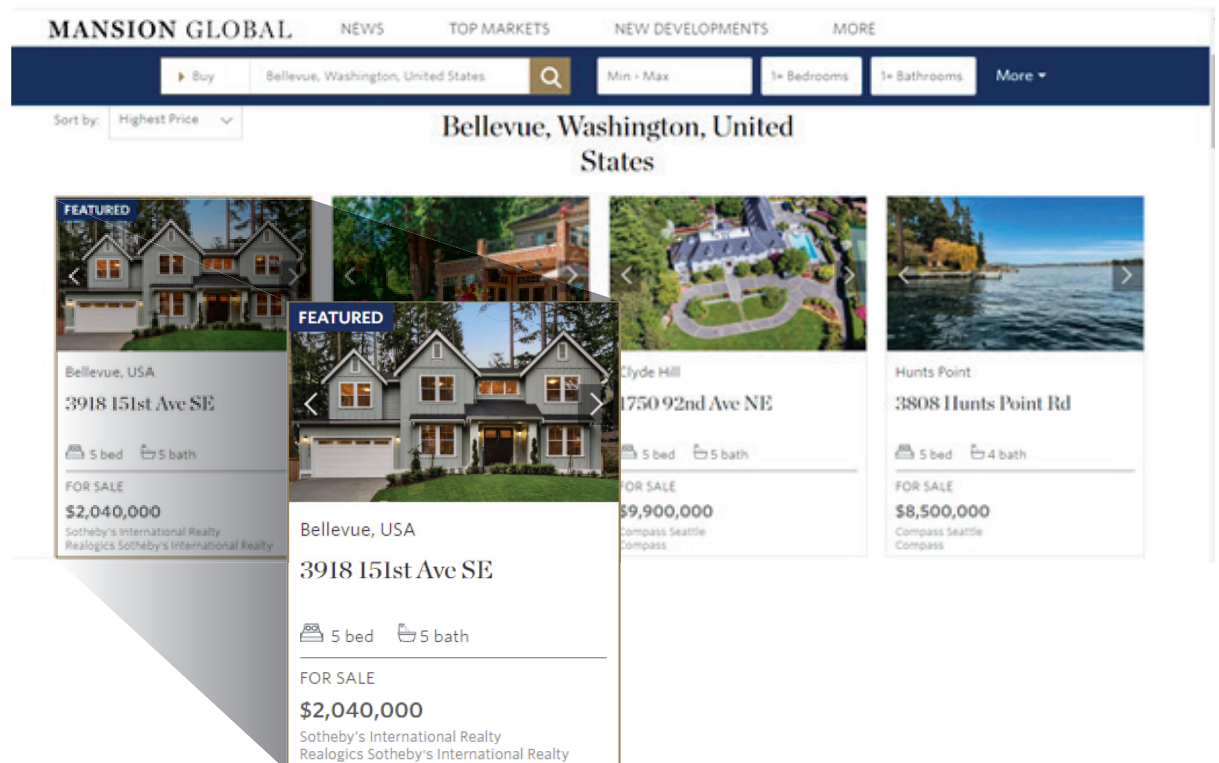 MANSION GLOBAL NEWS TOP MARKETS NEW DEVELOPMENTS MORE
Buy Bellevue, Washington, United States Min - Max 1+ Bedrooms 1+ Bathrooms More
Sort by: Highest Price
Bellevue, Washington, United
States
FEATURED
Bellevue, USA
3918 151st Ave SE
5 bed 5 bath
FOR SALE
$2,040,000
Sotheby's International Realty
Realogics Sotheby's International Realty
FEATURED
Bellevue, USA
3918 151st Ave SE
5 bed 5 bath
FOR SALE
$2,040,000
Sotheby's International Realty
Realogics Sotheby's International Realty
Clyde Hill
1750 92nd Ave NE
5 bed 5 bath
FOR SALE
$9,900,000
Compass Seattle
Compass
Hunts Point
3808 Hunts Point Rd
5 bed 4 bath
FOR SALE
$8,500,000
Compass Seattle
Compass